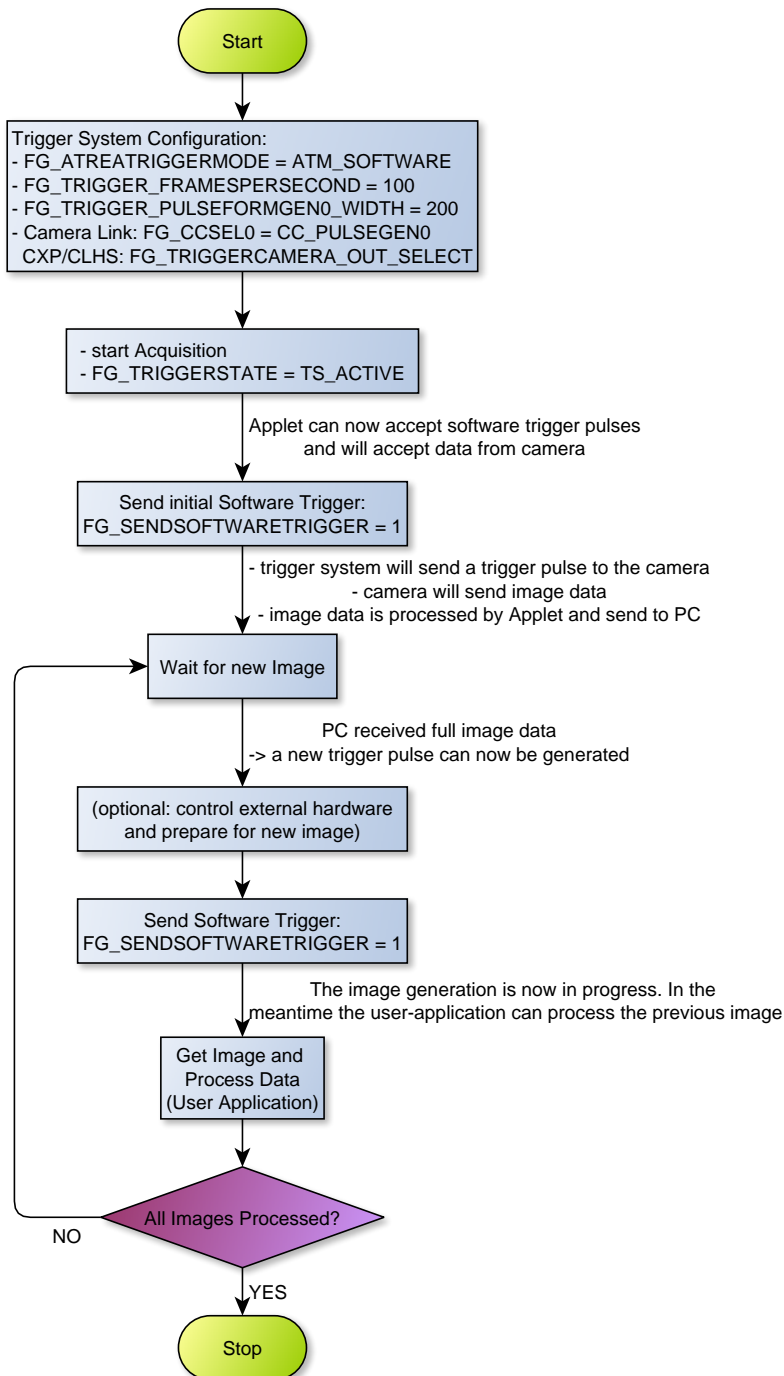 Start
Trigger System Configuration:
- FG_ATREATRIGGERMODE = ATM_SOFTWARE
- FG_TRIGGER_FRAMESPERSECOND = 100
- FG_TRIGGER_PULSEFORMGEN0_WIDTH = 200
- Camera Link: FG_CCSEL0 = CC_PULSEGEN0
CXP/CLHS: FG_TRIGGERCAMERA_OUT_SELECT
- start Acquisition
- FG_TRIGGERSTATE = TS_ACTIVE
Applet can now accept software trigger pulses
and will accept data from camera
Send initial Software Trigger:
FG_SENDSOFTWARETRIGGER = 1
- trigger system will send a trigger pulse to the camera
- camera will send image data
- image data is processed by Applet and send to PC
Wait for new Image
PC received full image data
-> a new trigger pulse can now be generated
(optional: control external hardware
and prepare for new image)
Send Software Trigger:
FG_SENDSOFTWARETRIGGER = 1
The image generation is now in progress. In the
meantime the user-application can process the previous image
Get Image and
Process Data
(User Application)
All Images Processed?
NO
YES
Stop